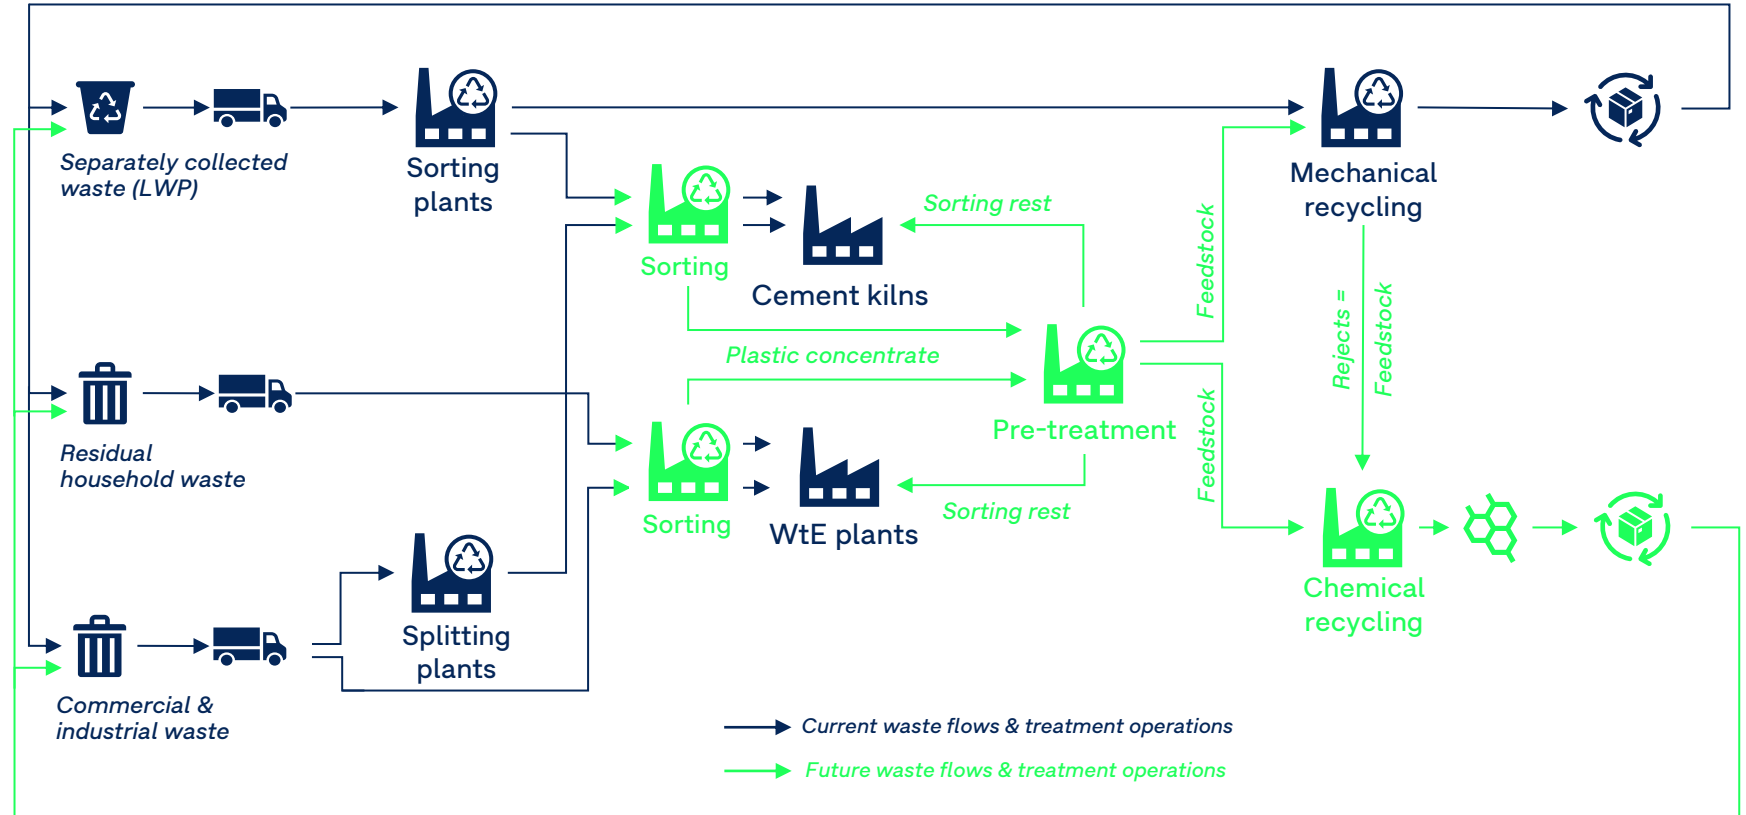 Separately collected
waste (LWP)
Sorting
plants
Mechanical
recycling
Sorting
Sorting rest
Cement kilns
Feedstock
Rejects =
Feedstock
Plastic concentrate
Pre-treatment
Feedstock
Residual
household waste
Sorting
Sorting rest
WtE plants
Chemical
recycling
Splitting
plants
Commercial &
industrial waste
Current waste flows & treatment operations
Future waste flows & treatment operations